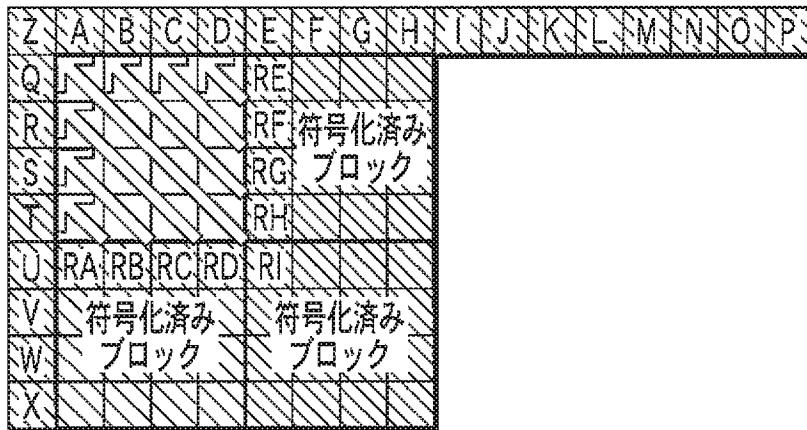 Z A B C D E F G H I J K L M N O P
Q RE
R RF 符号化済み
S RG ブロック
T RH
U RA RB RC RD RI
V 符号化済み 符号化済み
W ブロック ブロック
X